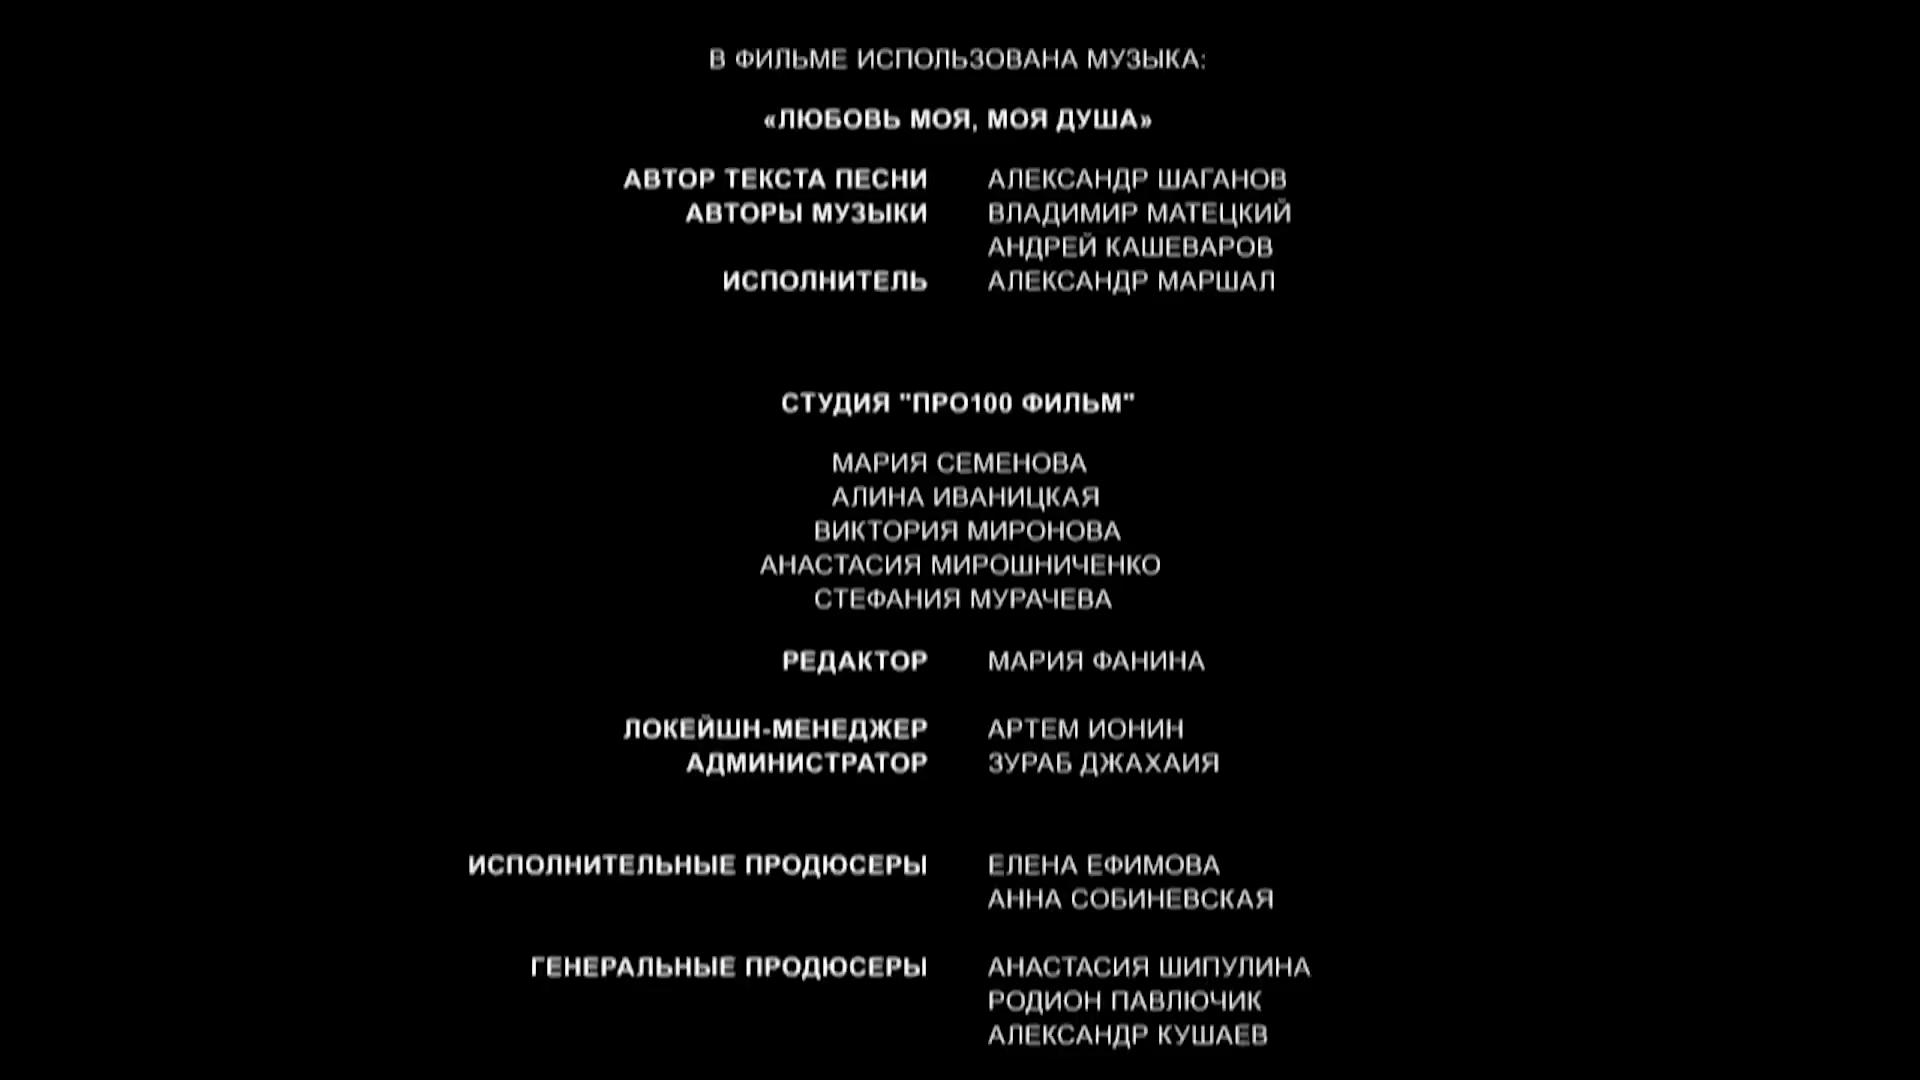 В ФИЛЬМЕ ИСПОЛЬЗОВАНА МУЗЫКА:
«ЛЮБОВЬ МОЯ, МОЯ ДУША»
АВТОР ТЕКСТА ПЕСНИ АЛЕКСАНДР ШАГАНОВ
АВТОРЫ МУЗЫКИ ВЛАДИМИР МАТЕЦКИЙ
АНДРЕЙ КАШЕВАРОВ
ИСПОЛНИТЕЛЬ АЛЕКСАНДР МАРШАЛ
СТУДИЯ "ПРО100 ФИЛЬМ"
МАРИЯ СЕМЕНОВА
АЛИНА ИВАНИЦКАЯ
ВИКТОРИЯ МИРОНОВА
АНАСТАСИЯ МИРОШНИЧЕНКО
СТЕФАНИЯ МУРАЧЕВА
РЕДАКТОР МАРИЯ ФАНИНА
ЛОКЕЙШН-МЕНЕДЖЕР АРТЕМ ИОНИН
АДМИНИСТРАТОР ЗУРАБ ДЖАХАИЯ
ИСПОЛНИТЕЛЬНЫЕ ПРОДЮСЕРЫ ЕЛЕНА ЕФИМОВА
АННА СОБИНЕВСКАЯ
ГЕНЕРАЛЬНЫЕ ПРОДЮСЕРЫ АНАСТАСИЯ ШИПУЛИНА
РОДИОН ПАВЛЮЧИК
АЛЕКСАНДР КУШАЕВ